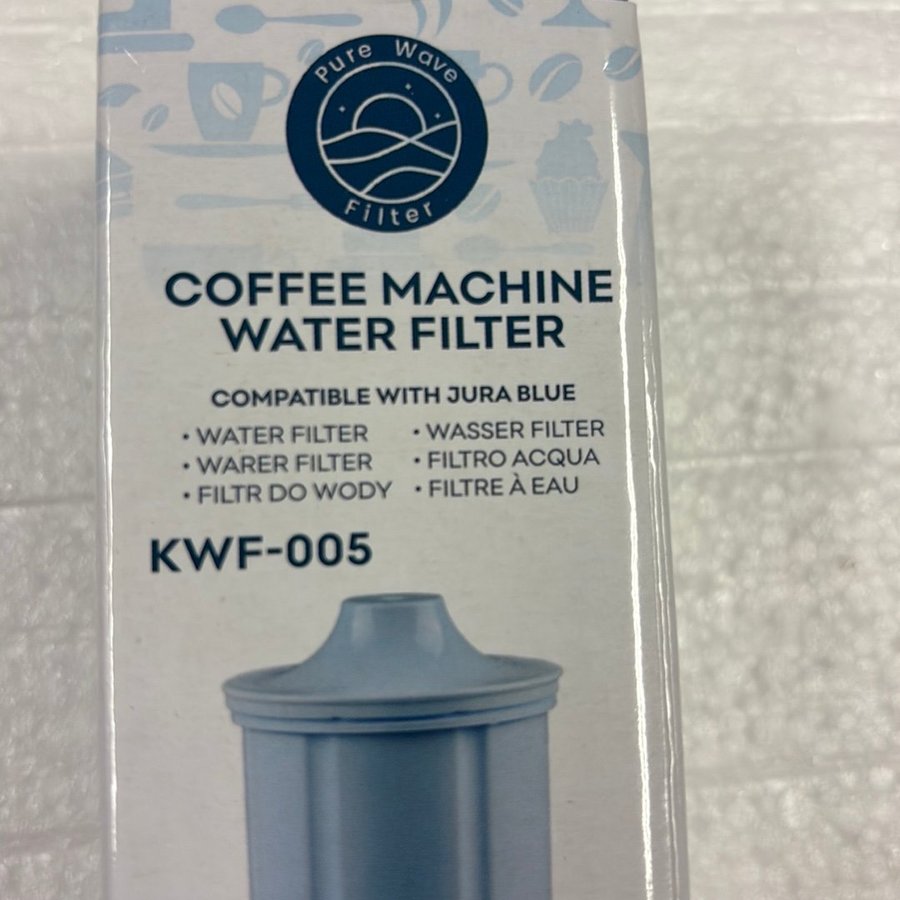 Pure Wave
Filter
COFFEE MACHINE
WATER FILTER
COMPATIBLE WITH JURA BLUE
• WATER FILTER • WASSER FILTER
• WARER FILTER • FILTRO ACQUA
• FILTR DO WODY • FILTRE À EAU
KWF-005